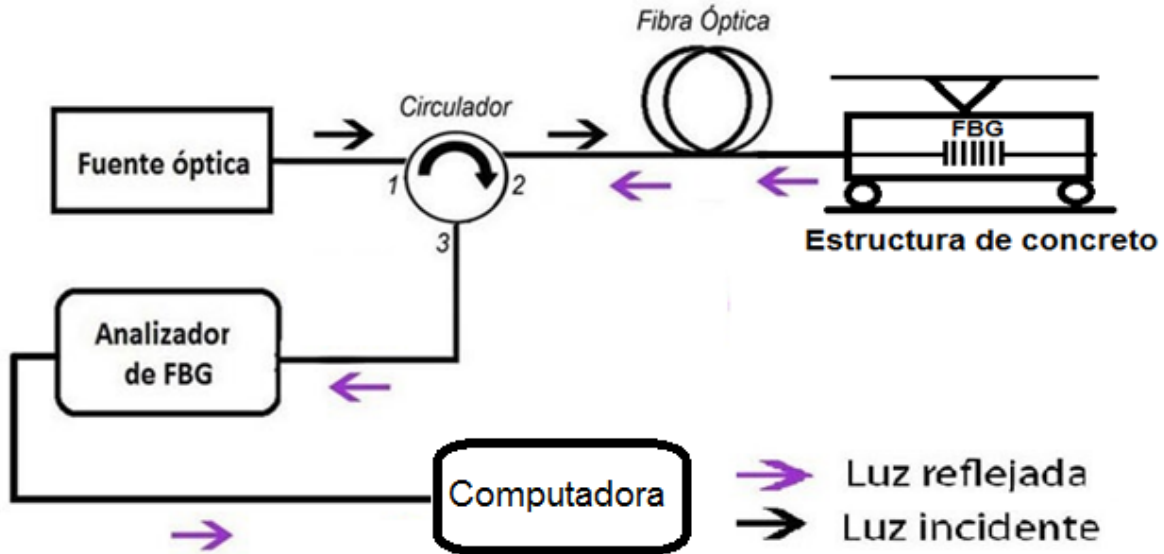 Fibra Óptica
Circulador
Fuente óptica
1
2
3
FBG
Estructura de concreto
Analizador
de FBG
Computadora
Luz reflejada
Luz incidente